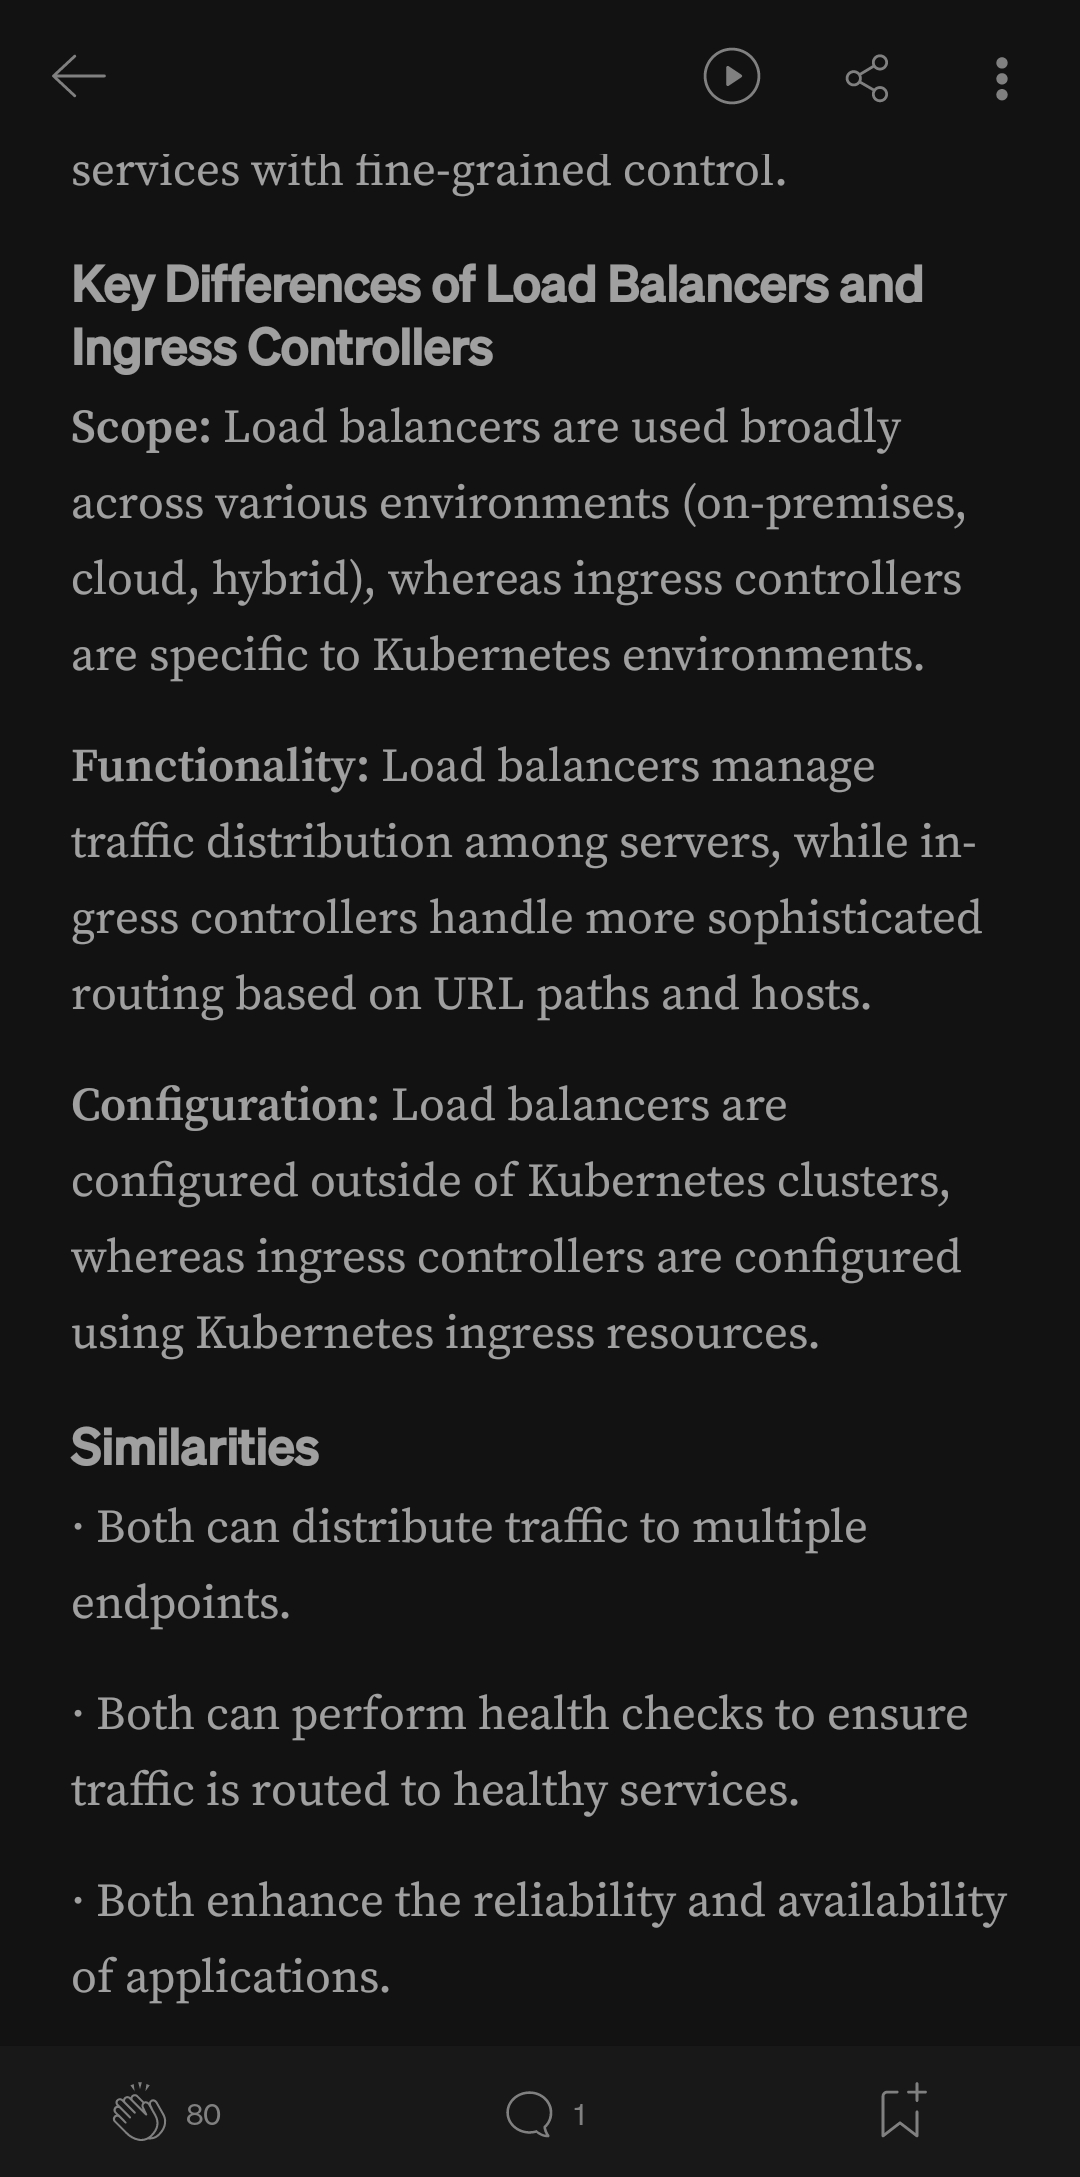 services with fine-grained control.
Key Differences of Load Balancers and
Ingress Controllers
Scope: Load balancers are used broadly
across various environments (on-premises,
cloud, hybrid), whereas ingress controllers
are specific to Kubernetes environments.
Functionality: Load balancers manage
traffic distribution among servers, while in-
gress controllers handle more sophisticated
routing based on URL paths and hosts.
Configuration: Load balancers are
configured outside of Kubernetes clusters,
whereas ingress controllers are configured
using Kubernetes ingress resources.
Similarities
· Both can distribute traffic to multiple
endpoints.
· Both can perform health checks to ensure
traffic is routed to healthy services.
· Both enhance the reliability and availability
of applications.
80 1